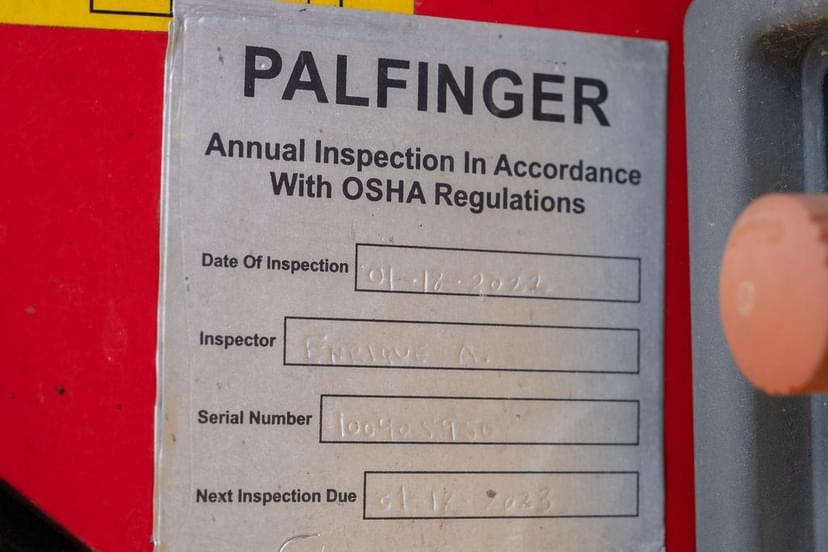 PALFINGER
Annual Inspection In Accordance
With OSHA Regulations
Date Of Inspection 01-18-2022
Inspector ENRIQUE A.
Serial Number
Next Inspection Due 01-18-2023